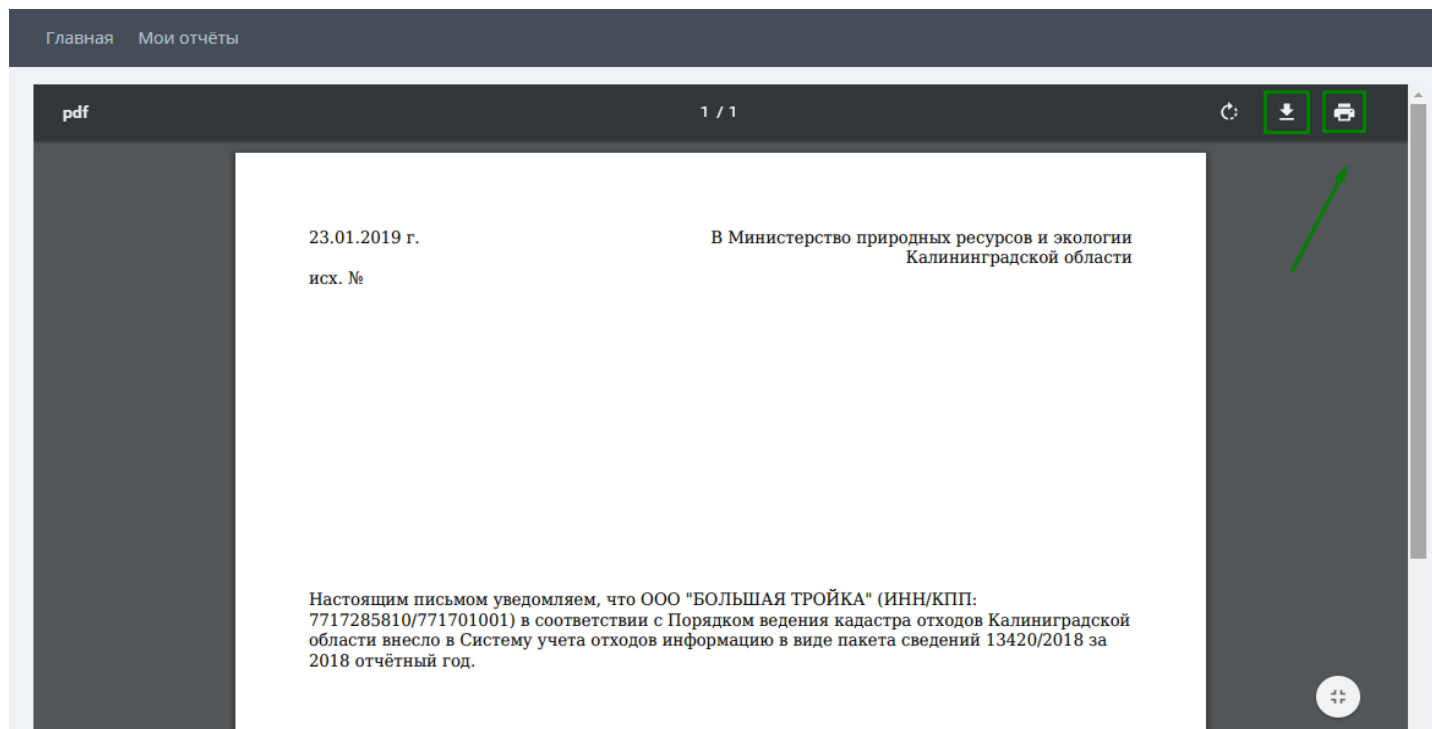 Главная Мои отчёты
pdf 1 / 1
23.01.2019 г. В Министерство природных ресурсов и экологии
Калининградской области
исх. №
Настоящим письмом уведомляем, что ООО "БОЛЬШАЯ ТРОЙКА" (ИНН/КПП:
7717285810/771701001) в соответствии с Порядком ведения кадастра отходов Калиниградской
области внесло в Систему учета отходов информацию в виде пакета сведений 13420/2018 за
2018 отчётный год.